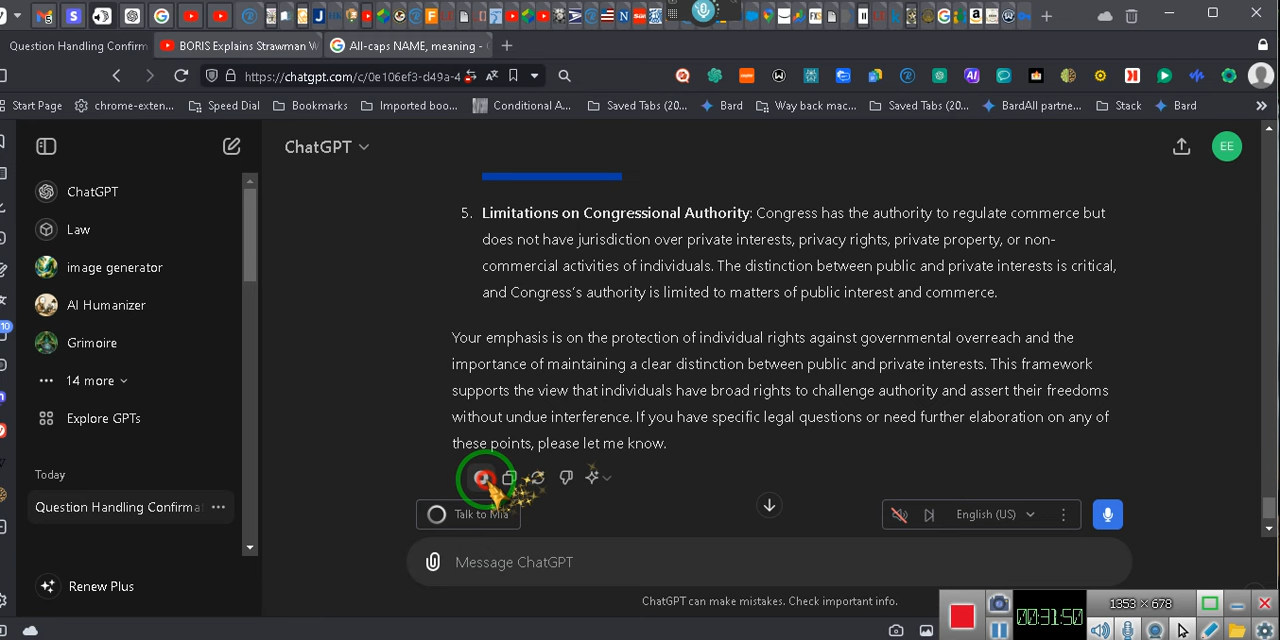 Question Handling Confirm
BORIS Explains Strawman W
All-caps NAME, meaning -
https://chatgpt.com/c/0e106ef3-d49a-4
Start Page
chrome-exten...
Speed Dial
Bookmarks
Imported boo...
Conditional A...
Saved Tabs (20...
Bard
Way back mac...
Saved Tabs (20...
BardAll partne...
Stack
Bard
ChatGPT
EE
ChatGPT
Law
image generator
AI Humanizer
Grimoire
14 more
Explore GPTs
Today
Question Handling Confirma
Renew Plus
5. Limitations on Congressional Authority: Congress has the authority to regulate commerce but
does not have jurisdiction over private interests, privacy rights, private property, or non-
commercial activities of individuals. The distinction between public and private interests is critical,
and Congress's authority is limited to matters of public interest and commerce.
Your emphasis is on the protection of individual rights against governmental overreach and the
importance of maintaining a clear distinction between public and private interests. This framework
supports the view that individuals have broad rights to challenge authority and assert their freedoms
without undue interference. If you have specific legal questions or need further elaboration on any of
these points, please let me know.
Talk to Mia
English (US)
Message ChatGPT
ChatGPT can make mistakes. Check important info.
00:31:50
1353 × 678
10